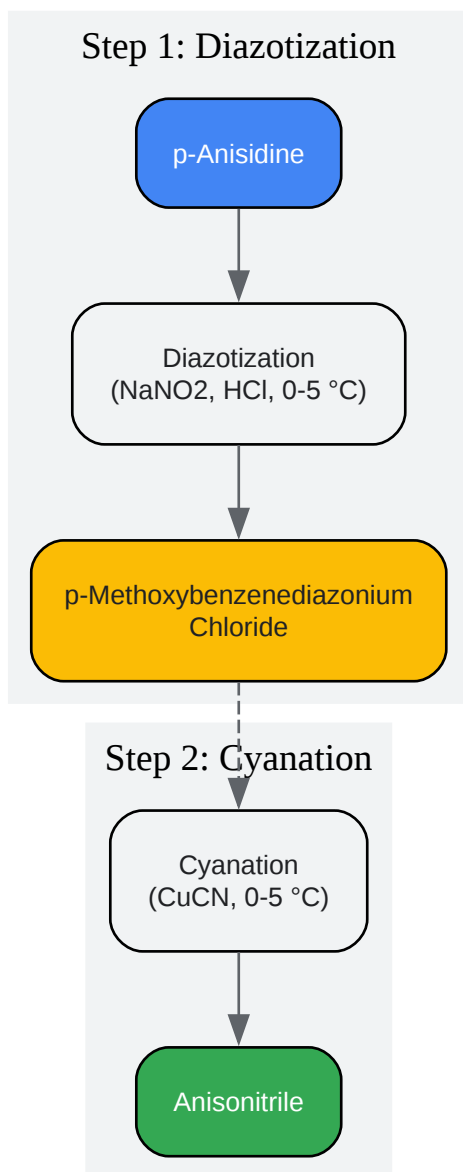 Step 1: Diazotization
p-Anisidine
Diazotization
(NaNO2, HCl, 0-5 °C)
p-Methoxybenzenediazonium
Chloride
Step 2: Cyanation
Cyanation
(CuCN, 0-5 °C)
Anisonitrile